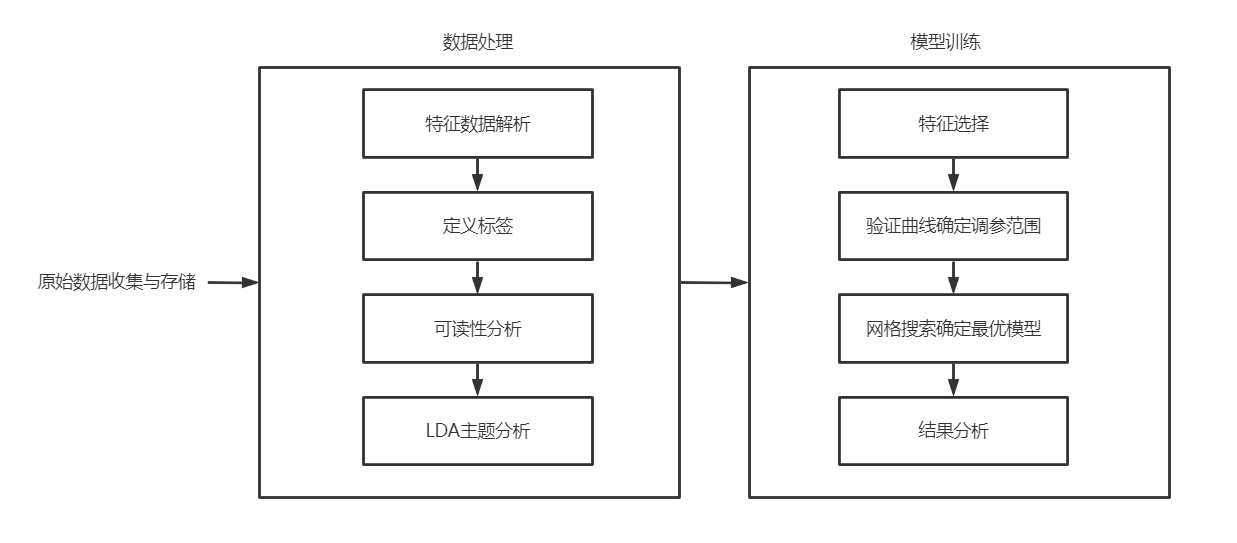 原始数据收集与存储
数据处理
特征数据解析
定义标签
可读性分析
LDA主题分析
模型训练
特征选择
验证曲线确定调参范围
网格搜索确定最优模型
结果分析